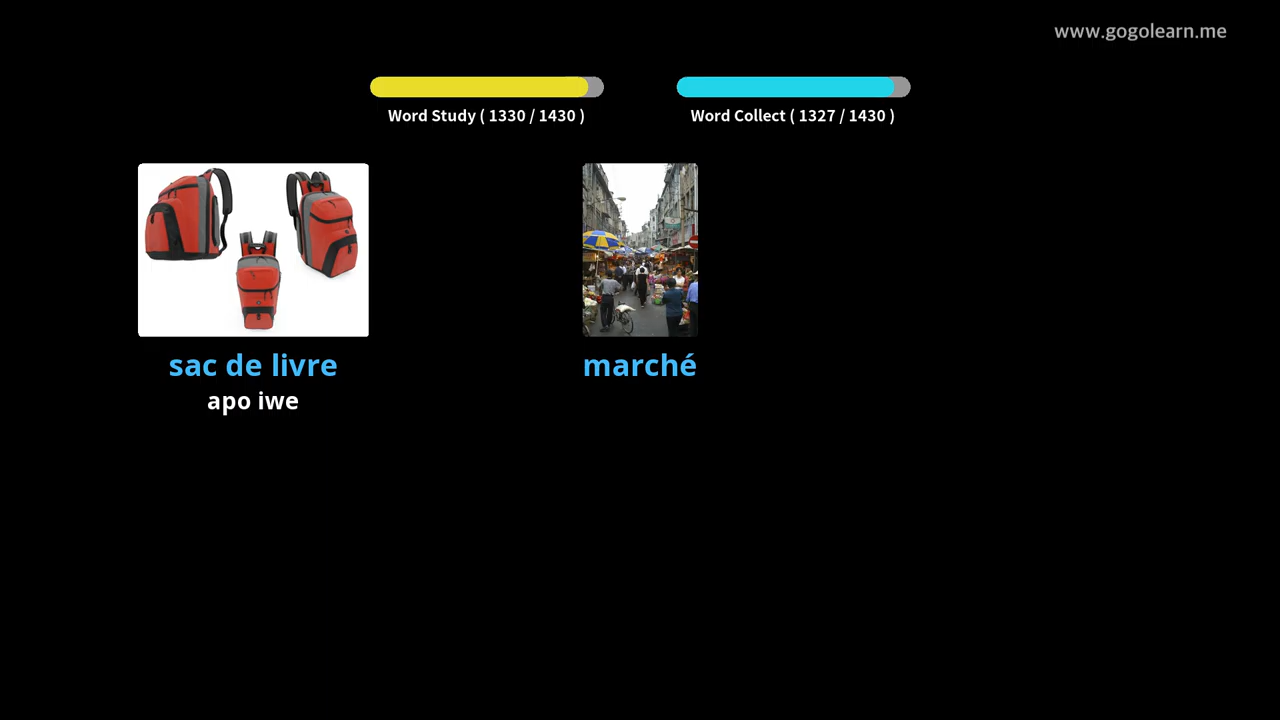 www.gogolearn.me
Word Study ( 1330 / 1430 )
Word Collect ( 1327 / 1430 )
sac de livre
marché
apo iwe